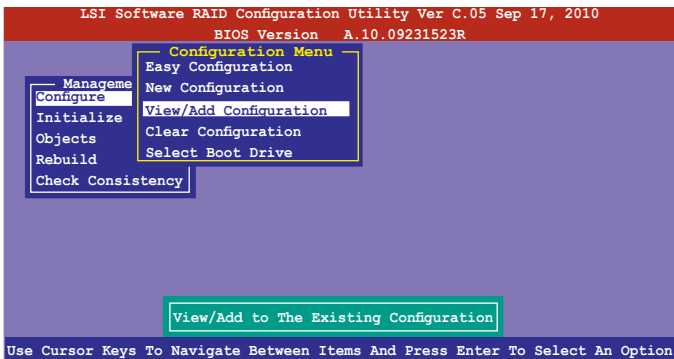 LSI Software RAID Configuration Utility Ver C.05 Sep 17, 2010
BIOS Version A.10.09231523R
Configuration Menu
Easy Configuration
New Configuration
View/Add Configuration
Clear Configuration
Select Boot Drive
Manageme
Configure
Initialize
Objects
Rebuild
Check Consistency
View/Add to The Existing Configuration
Use Cursor Keys To Navigate Between Items And Press Enter To Select An Option